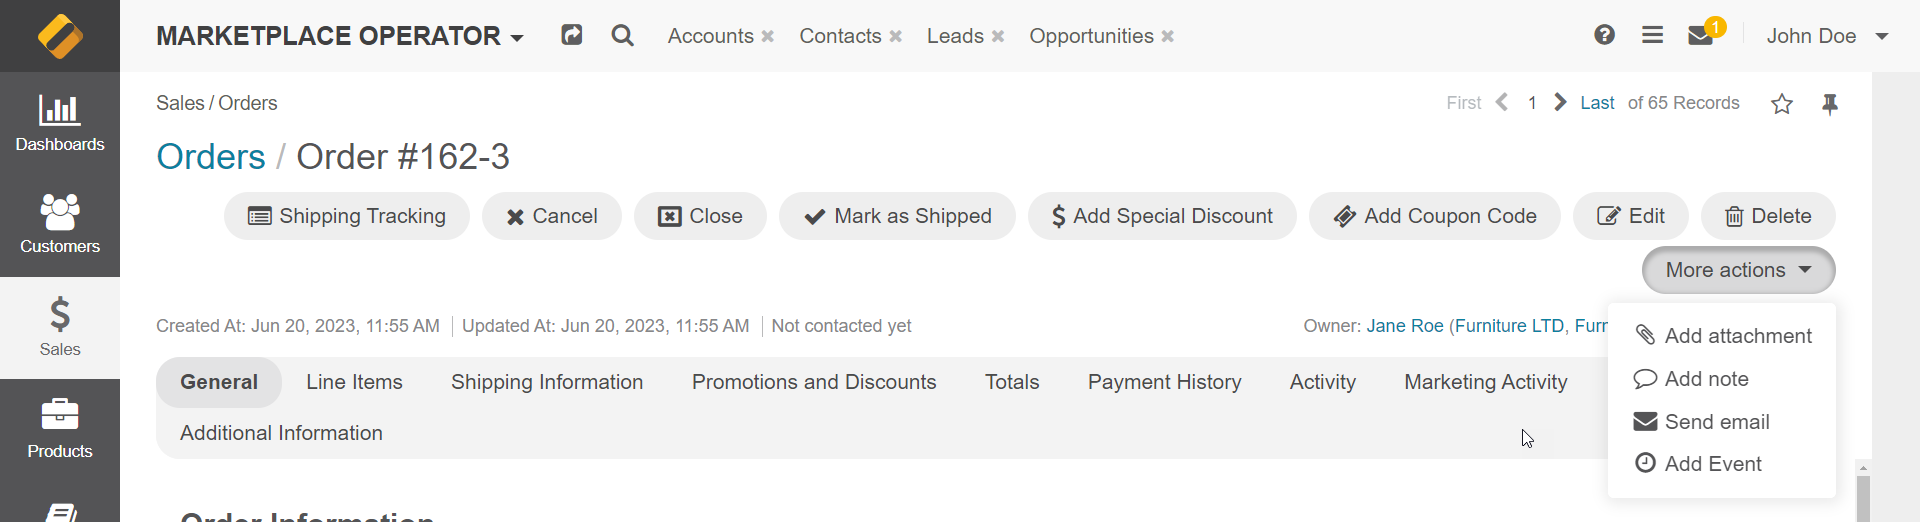 MARKETPLACE OPERATOR
Accounts
Contacts
Leads
Opportunities
1
John Doe
Dashboards
Customers
Sales
Products
Sales / Orders
First 1 Last of 65 Records
Orders / Order #162-3
Shipping Tracking
Cancel
Close
Mark as Shipped
$ Add Special Discount
Add Coupon Code
Edit
Delete
More actions
Created At: Jun 20, 2023, 11:55 AM
Updated At: Jun 20, 2023, 11:55 AM
Not contacted yet
Owner: Jane Roe (Furniture LTD, Furn
Add attachment
Add note
Send email
Add Event
General
Line Items
Shipping Information
Promotions and Discounts
Totals
Payment History
Activity
Marketing Activity
Additional Information
Order Information